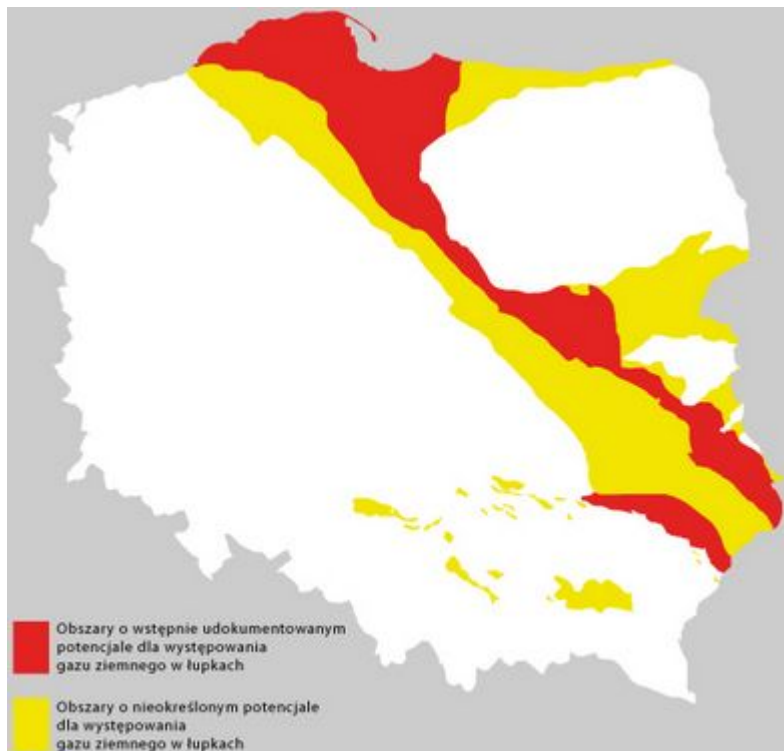 Obszary o wstępnie udokumentowanym
potencjale dla występowania
gazu ziemnego w łupkach
Obszary o nieokreślonym potencjale
dla występowania
gazu ziemnego w łupkach